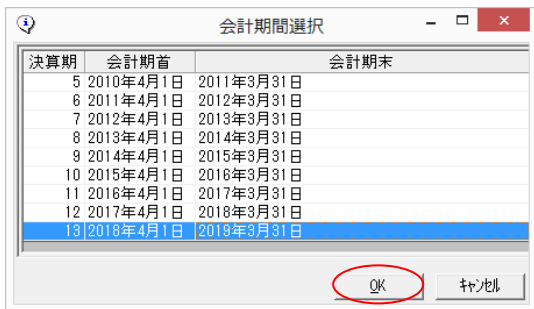 会計期間選択
決算期 会計期首 会計期末
5 2010年4月1日 2011年3月31日
6 2011年4月1日 2012年3月31日
7 2012年4月1日 2013年3月31日
8 2013年4月1日 2014年3月31日
9 2014年4月1日 2015年3月31日
10 2015年4月1日 2016年3月31日
11 2016年4月1日 2017年3月31日
12 2017年4月1日 2018年3月31日
13 2018年4月1日 2019年3月31日
OK ｷｬﾝｾﾙ